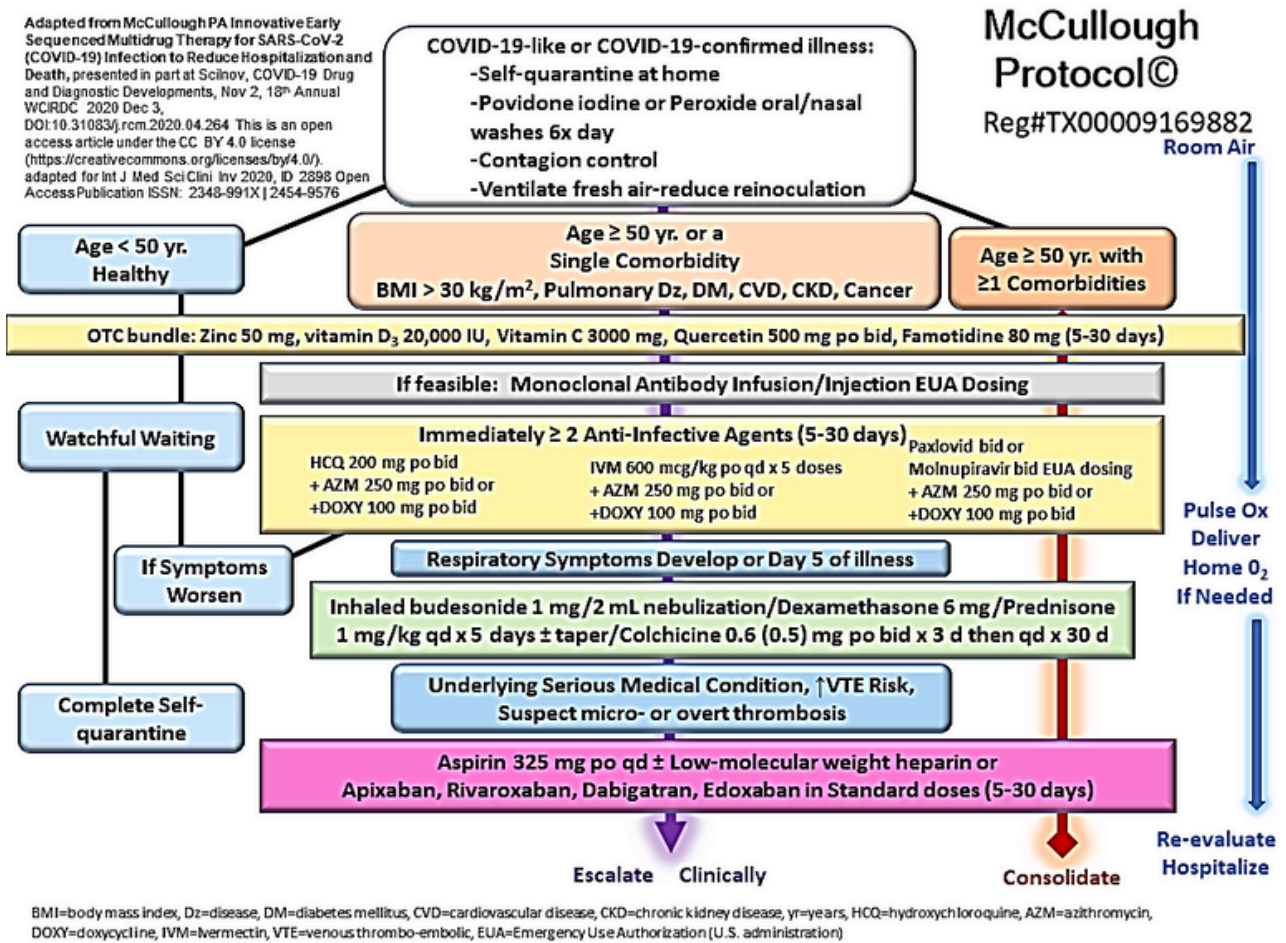 Adapted from McCullough PA Innovative Early
Sequenced Multidrug Therapy for SARS-CoV-2
(COVID-19) Infection to Reduce Hospitalization and
Death, presented in part at SciInov, COVID-19 Drug
and Diagnostic Developments, Nov 2, 18th Annual
WCIRDC 2020 Dec 3,
DOI:10.31083/j.rcm.2020.04.264 This is an open
access article under the CC BY 4.0 license
(https://creativecommons.org/licenses/by/4.0/).
adapted for Int J Med Sci Clini Inv 2020, ID 2898 Open
Access Publication ISSN: 2348-991X | 2454-9576
McCullough
Protocol©
Reg#TX00009169882
COVID-19-like or COVID-19-confirmed illness:
-Self-quarantine at home
-Povidone iodine or Peroxide oral/nasal
washes 6x day
-Contagion control
-Ventilate fresh air-reduce reinoculation
Room Air
Age < 50 yr.
Healthy
Age ≥ 50 yr. or a
Single Comorbidity
BMI > 30 kg/m², Pulmonary Dz, DM, CVD, CKD, Cancer
Age ≥ 50 yr. with
≥1 Comorbidities
OTC bundle: Zinc 50 mg, vitamin D₃ 20,000 IU, Vitamin C 3000 mg, Quercetin 500 mg po bid, Famotidine 80 mg (5-30 days)
If feasible: Monoclonal Antibody Infusion/Injection EUA Dosing
Watchful Waiting
Immediately ≥ 2 Anti-Infective Agents (5-30 days)
HCQ 200 mg po bid
+ AZM 250 mg po bid or
+DOXY 100 mg po bid
IVM 600 mcg/kg po qd x 5 doses
+ AZM 250 mg po bid or
+DOXY 100 mg po bid
Paxlovid bid or
Molnupiravir bid EUA dosing
+ AZM 250 mg po bid or
+DOXY 100 mg po bid
Pulse Ox
Deliver
Home 0₂
If Needed
If Symptoms
Worsen
Respiratory Symptoms Develop or Day 5 of illness
Inhaled budesonide 1 mg/2 mL nebulization/Dexamethasone 6 mg/Prednisone
1 mg/kg qd x 5 days ± taper/Colchicine 0.6 (0.5) mg po bid x 3 d then qd x 30 d
Underlying Serious Medical Condition, ↑VTE Risk,
Suspect micro- or overt thrombosis
Complete Self-
quarantine
Aspirin 325 mg po qd ± Low-molecular weight heparin or
Apixaban, Rivaroxaban, Dabigatran, Edoxaban in Standard doses (5-30 days)
Re-evaluate
Hospitalize
Escalate Clinically
Consolidate
BMI=body mass index, Dz=disease, DM=diabetes mellitus, CVD=cardiovascular disease, CKD=chronic kidney disease, yr=years, HCQ=hydroxychloroquine, AZM=azithromycin,
DOXY=doxycycline, IVM=Ivermectin, VTE=venous thrombo-embolic, EUA=Emergency Use Authorization (U.S. administration)